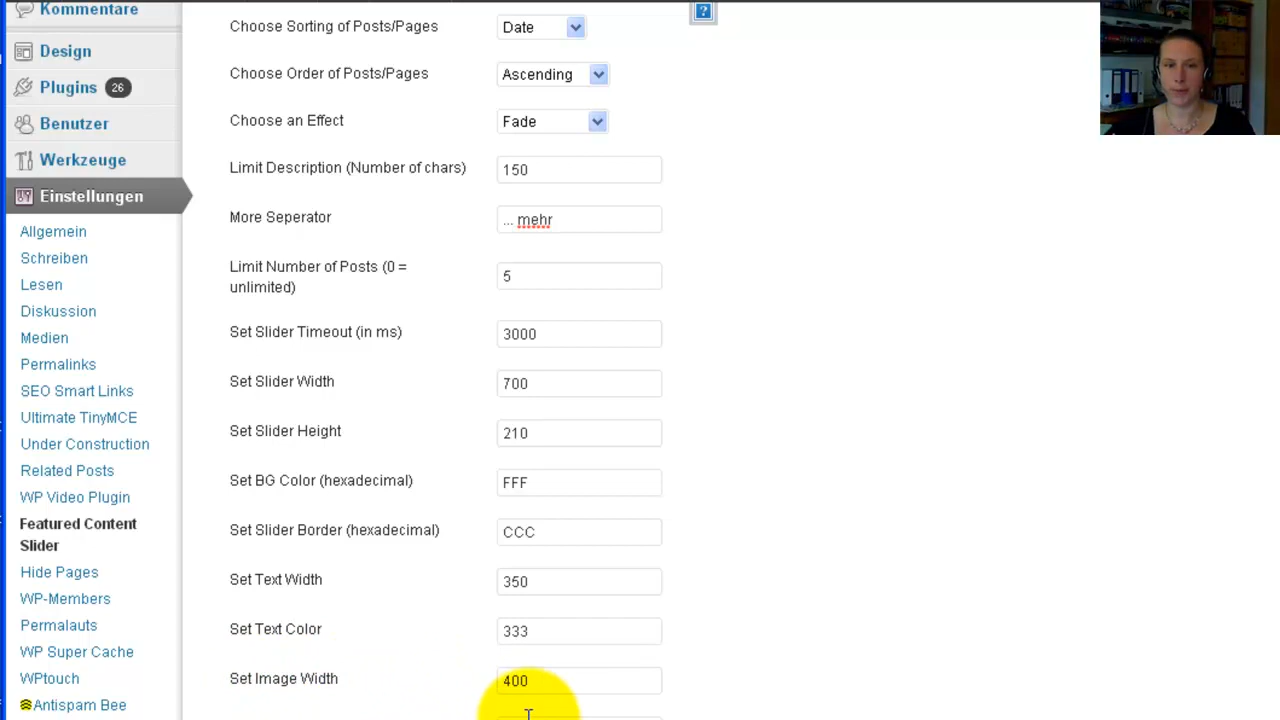 Kommentare
Design
Plugins 26
Benutzer
Werkzeuge
Einstellungen
Allgemein
Schreiben
Lesen
Diskussion
Medien
Permalinks
SEO Smart Links
Ultimate TinyMCE
Under Construction
Related Posts
WP Video Plugin
Featured Content
Slider
Hide Pages
WP-Members
Permalauts
WP Super Cache
WPtouch
Antispam Bee
Choose Sorting of Posts/Pages Date
?
Choose Order of Posts/Pages Ascending
Choose an Effect Fade
Limit Description (Number of chars) 150
More Seperator ... mehr
Limit Number of Posts (0 =
unlimited) 5
Set Slider Timeout (in ms) 3000
Set Slider Width 700
Set Slider Height 210
Set BG Color (hexadecimal) FFF
Set Slider Border (hexadecimal) CCC
Set Text Width 350
Set Text Color 333
Set Image Width 400